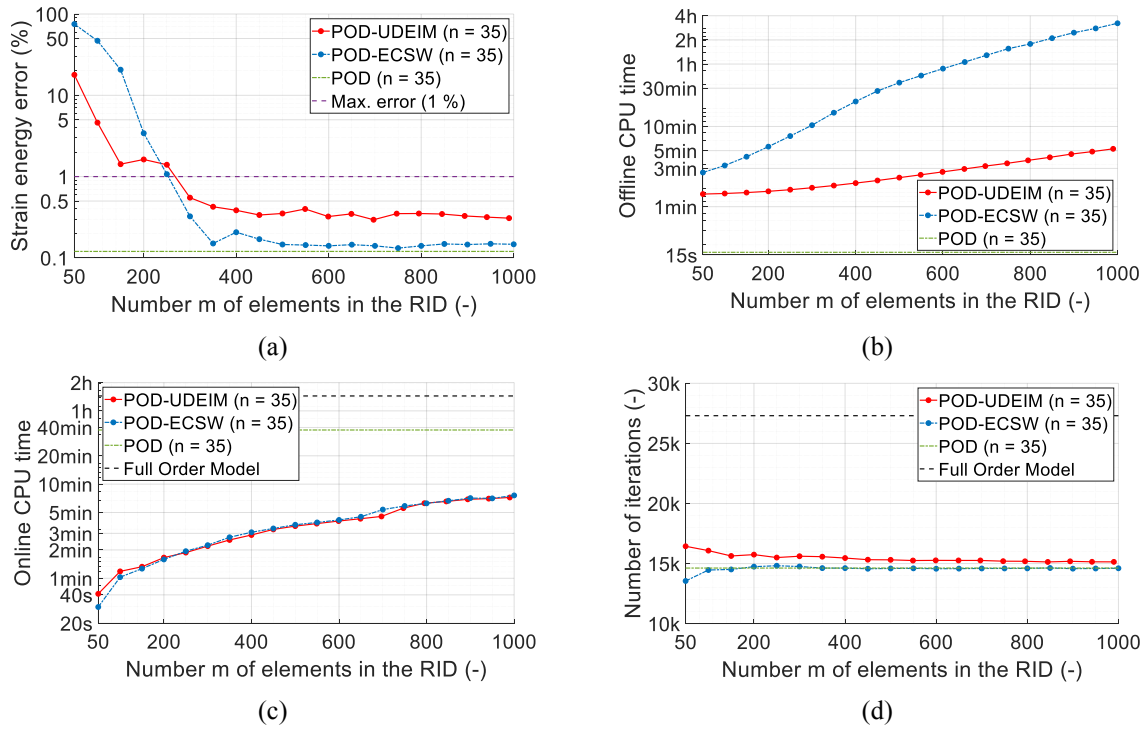 100
50
10
5
1
0.5
0.1
Strain energy error (%)
POD-UDEIM (n = 35)
POD-ECSW (n = 35)
POD (n = 35)
Max. error (1 %)
50 200 400 600 800 1000
Number m of elements in the RID (-)
(a)
4h
2h
1h
30min
10min
5min
3min
1min
15s
Offline CPU time
POD-UDEIM (n = 35)
POD-ECSW (n = 35)
POD (n = 35)
50 200 400 600 800 1000
Number m of elements in the RID (-)
(b)
2h
1h
40min
20min
10min
5min
3min
2min
1min
40s
20s
Online CPU time
POD-UDEIM (n = 35)
POD-ECSW (n = 35)
POD (n = 35)
Full Order Model
50 200 400 600 800 1000
Number m of elements in the RID (-)
(c)
30k
25k
20k
15k
10k
Number of iterations (-)
POD-UDEIM (n = 35)
POD-ECSW (n = 35)
POD (n = 35)
Full Order Model
50 200 400 600 800 1000
Number m of elements in the RID (-)
(d)